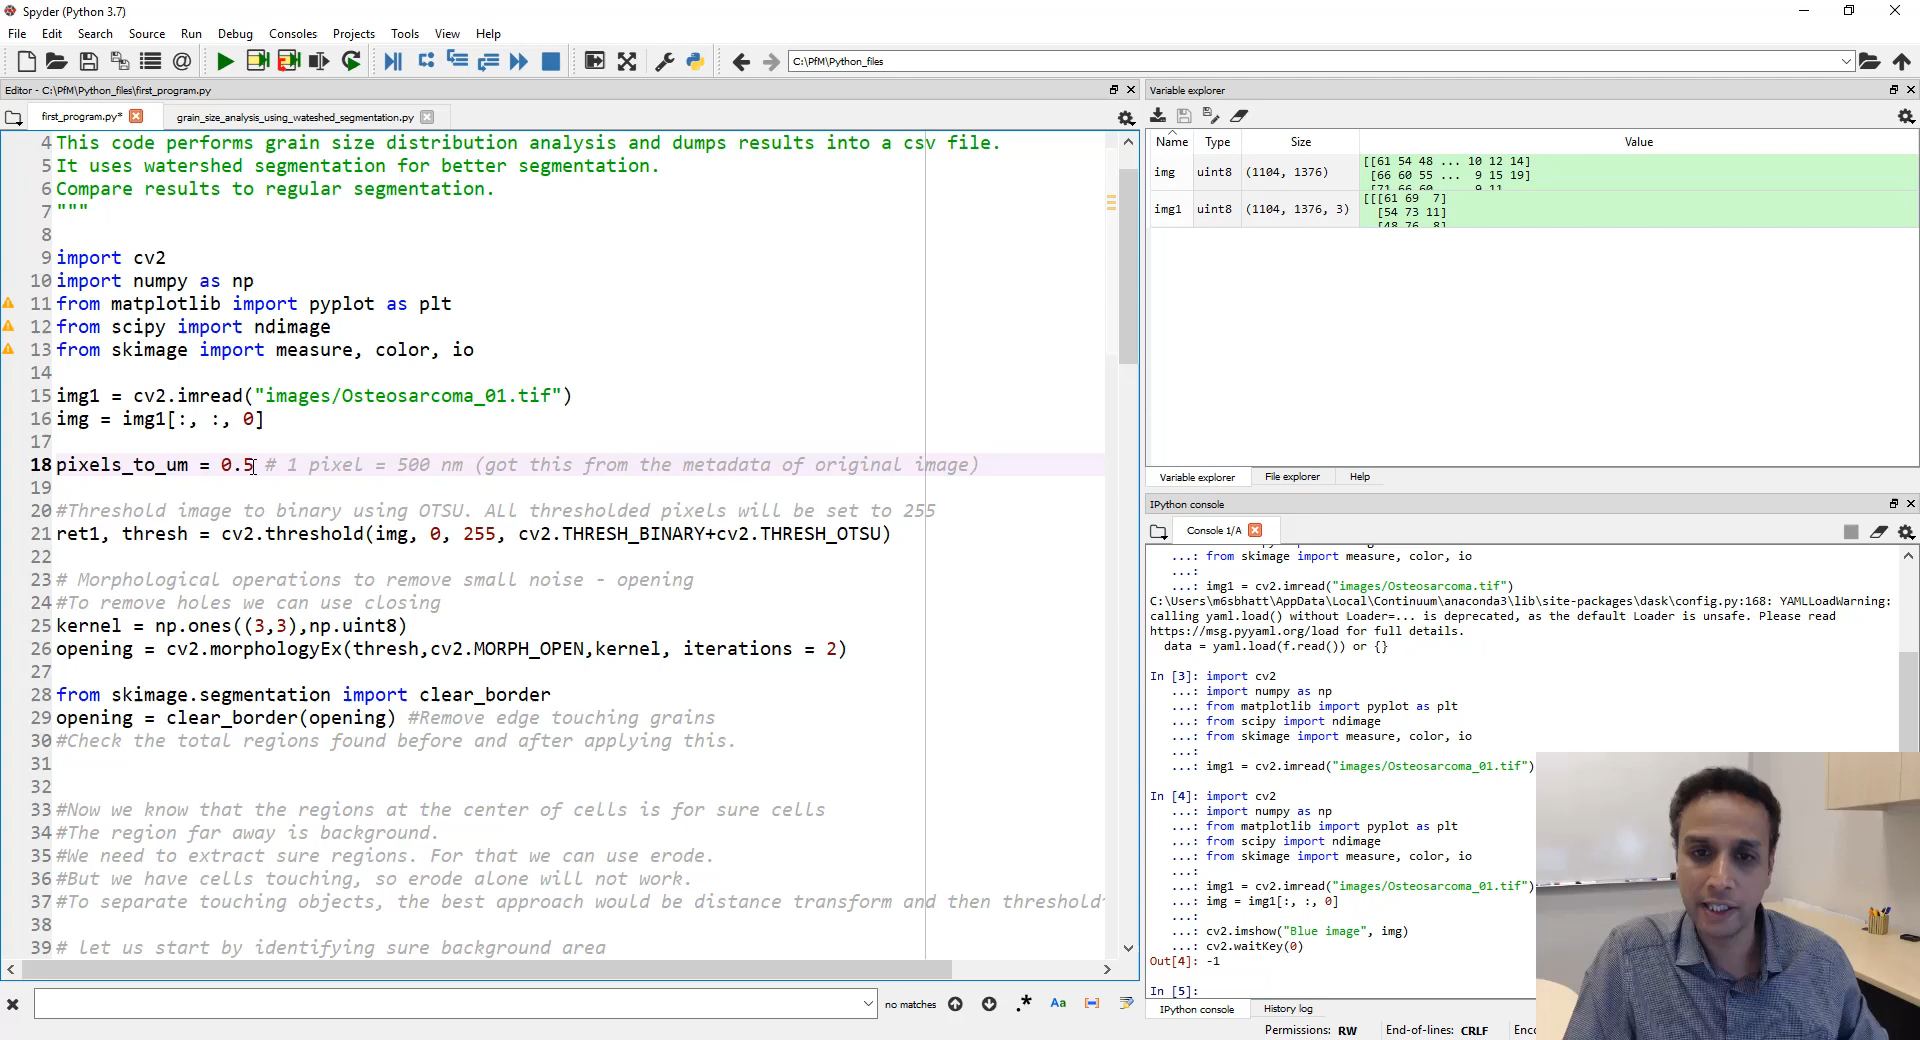 Spyder (Python 3.7)
File Edit Search Source Run Debug Consoles Projects Tools View Help
C:\PfM\Python_files
Editor - C:\PfM\Python_files\first_program.py
first_program.py*
grain_size_analysis_using_wateshed_segmentation.py
4 This code performs grain size distribution analysis and dumps results into a csv file.
5 It uses watershed segmentation for better segmentation.
6 Compare results to regular segmentation.
7 """
8
9 import cv2
10 import numpy as np
11 from matplotlib import pyplot as plt
12 from scipy import ndimage
13 from skimage import measure, color, io
14
15 img1 = cv2.imread("images/Osteosarcoma_01.tif")
16 img = img1[:, :, 0]
17
18 pixels_to_um = 0.5 # 1 pixel = 500 nm (got this from the metadata of original image)
19
20 #Threshold image to binary using OTSU. All thresholded pixels will be set to 255
21 ret1, thresh = cv2.threshold(img, 0, 255, cv2.THRESH_BINARY+cv2.THRESH_OTSU)
22
23 # Morphological operations to remove small noise - opening
24 #To remove holes we can use closing
25 kernel = np.ones((3,3),np.uint8)
26 opening = cv2.morphologyEx(thresh,cv2.MORPH_OPEN,kernel, iterations = 2)
27
28 from skimage.segmentation import clear_border
29 opening = clear_border(opening) #Remove edge touching grains
30 #Check the total regions found before and after applying this.
31
32
33 #Now we know that the regions at the center of cells is for sure cells
34 #The region far away is background.
35 #We need to extract sure regions. For that we can use erode.
36 #But we have cells touching, so erode alone will not work.
37 #To separate touching objects, the best approach would be distance transform and then threshold
38
39 # let us start by identifying sure background area
no matches
Aa
Variable explorer
Name Type Size Value
img uint8 (1104, 1376) [[61 54 48 ... 10 12 14]
[66 60 55 ... 9 15 19]
[71 66 60 9 11
img1 uint8 (1104, 1376, 3) [[[61 69 7]
[54 73 11]
[48 76 8]
Variable explorer File explorer Help
IPython console
Console 1/A
...: from skimage import measure, color, io
...:
...: img1 = cv2.imread("images/Osteosarcoma.tif")
C:\Users\m6sbhatt\AppData\Local\Continuum\anaconda3\lib\site-packages\dask\config.py:168: YAMLLoadWarning:
calling yaml.load() without Loader=... is deprecated, as the default Loader is unsafe. Please read
https://msg.pyyaml.org/load for full details.
data = yaml.load(f.read()) or {}
In [3]: import cv2
...: import numpy as np
...: from matplotlib import pyplot as plt
...: from scipy import ndimage
...: from skimage import measure, color, io
...:
...: img1 = cv2.imread("images/Osteosarcoma_01.tif")
In [4]: import cv2
...: import numpy as np
...: from matplotlib import pyplot as plt
...: from scipy import ndimage
...: from skimage import measure, color, io
...:
...: img1 = cv2.imread("images/Osteosarcoma_01.tif")
...: img = img1[:, :, 0]
...:
...: cv2.imshow("Blue image", img)
...: cv2.waitKey(0)
Out[4]: -1
In [5]:
IPython console History log
Permissions: RW End-of-lines: CRLF Enco